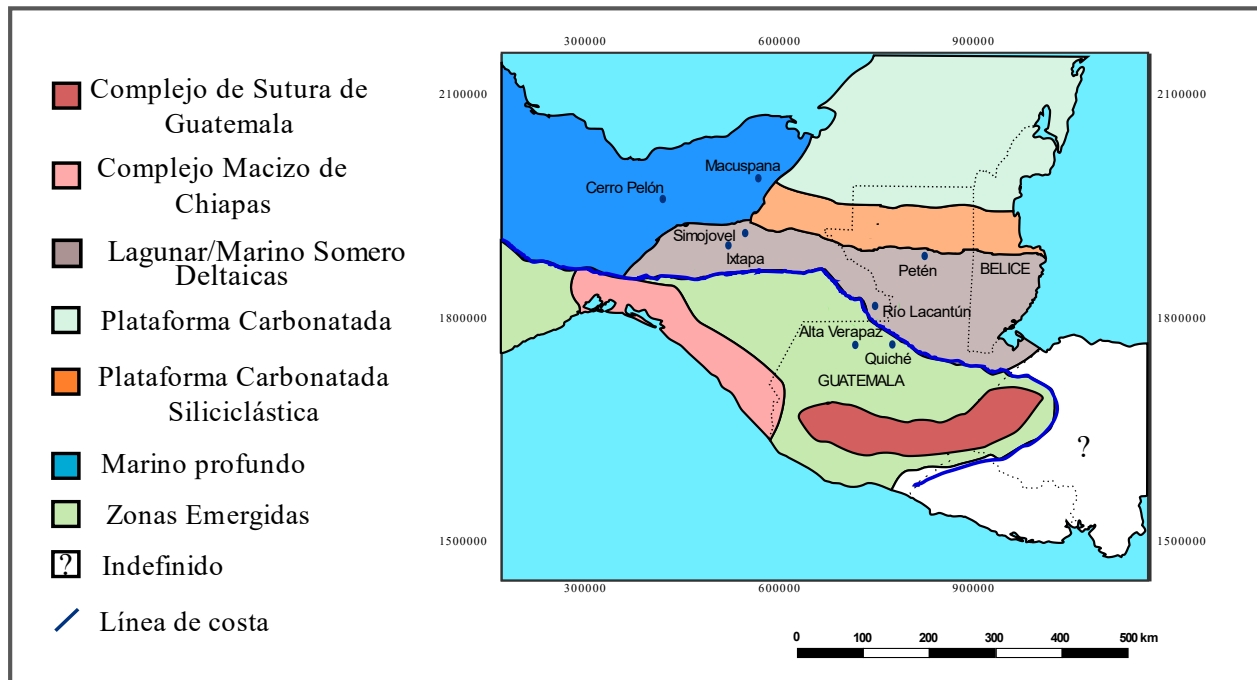 Complejo de Sutura de
Guatemala
Complejo Macizo de
Chiapas
Lagunar/Marino Somero
Deltaicas
Plataforma Carbonatada
Plataforma Carbonatada
Siliciclástica
Marino profundo
Zonas Emergidas
? Indefinido
Línea de costa
300000 600000 900000
2100000 2100000
Macuspana
Cerro Pelón
Simojovel
Ixtapa
Petén BELICE
Río Lacantún
1800000 1800000
Alta Verapaz
Quiché
GUATEMALA
?
1500000 1500000
300000 600000 900000
0 100 200 300 400 500 km